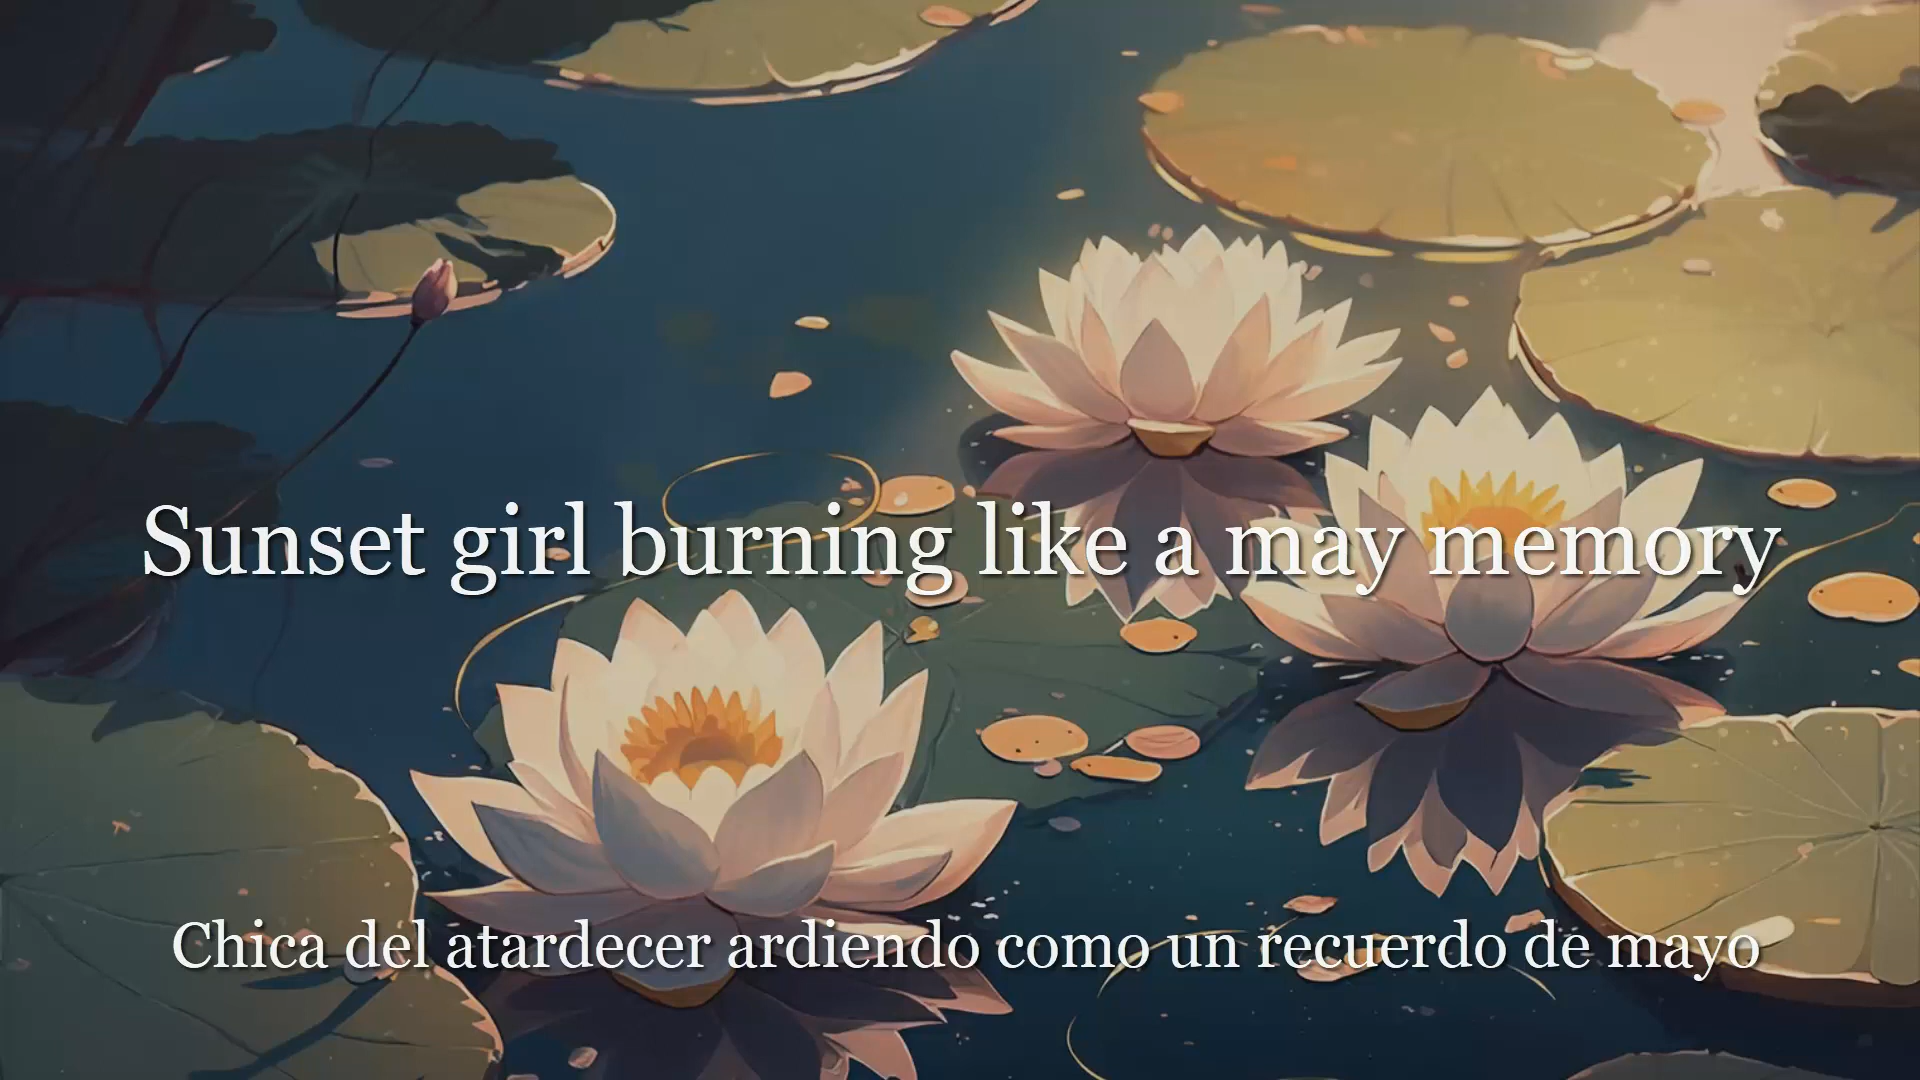 Sunset girl burning like a may memory
Chica del atardecer ardiendo como un recuerdo de mayo